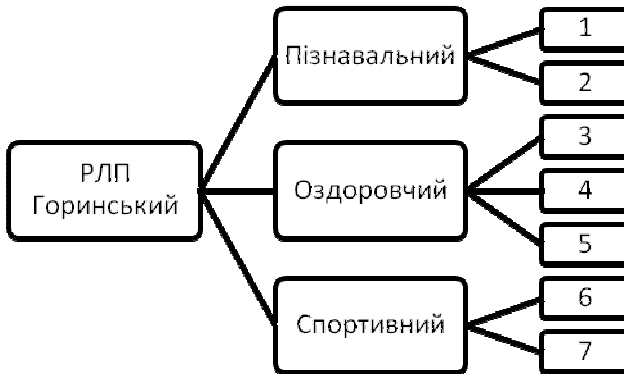 РЛП
Горинський
Пізнавальний
1
2
Оздоровчий
3
4
5
Спортивний
6
7